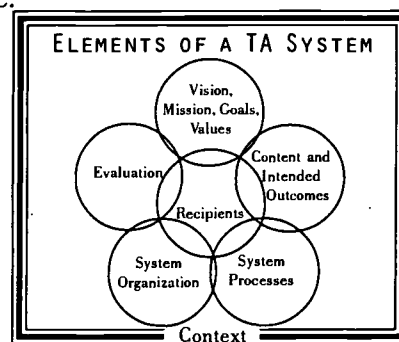 ELEMENTS OF A TA SYSTEM
Vision,
Mission, Goals,
Values
Evaluation
Content and
Intended
Outcomes
Recipients
System
Organization
System
Processes
Context